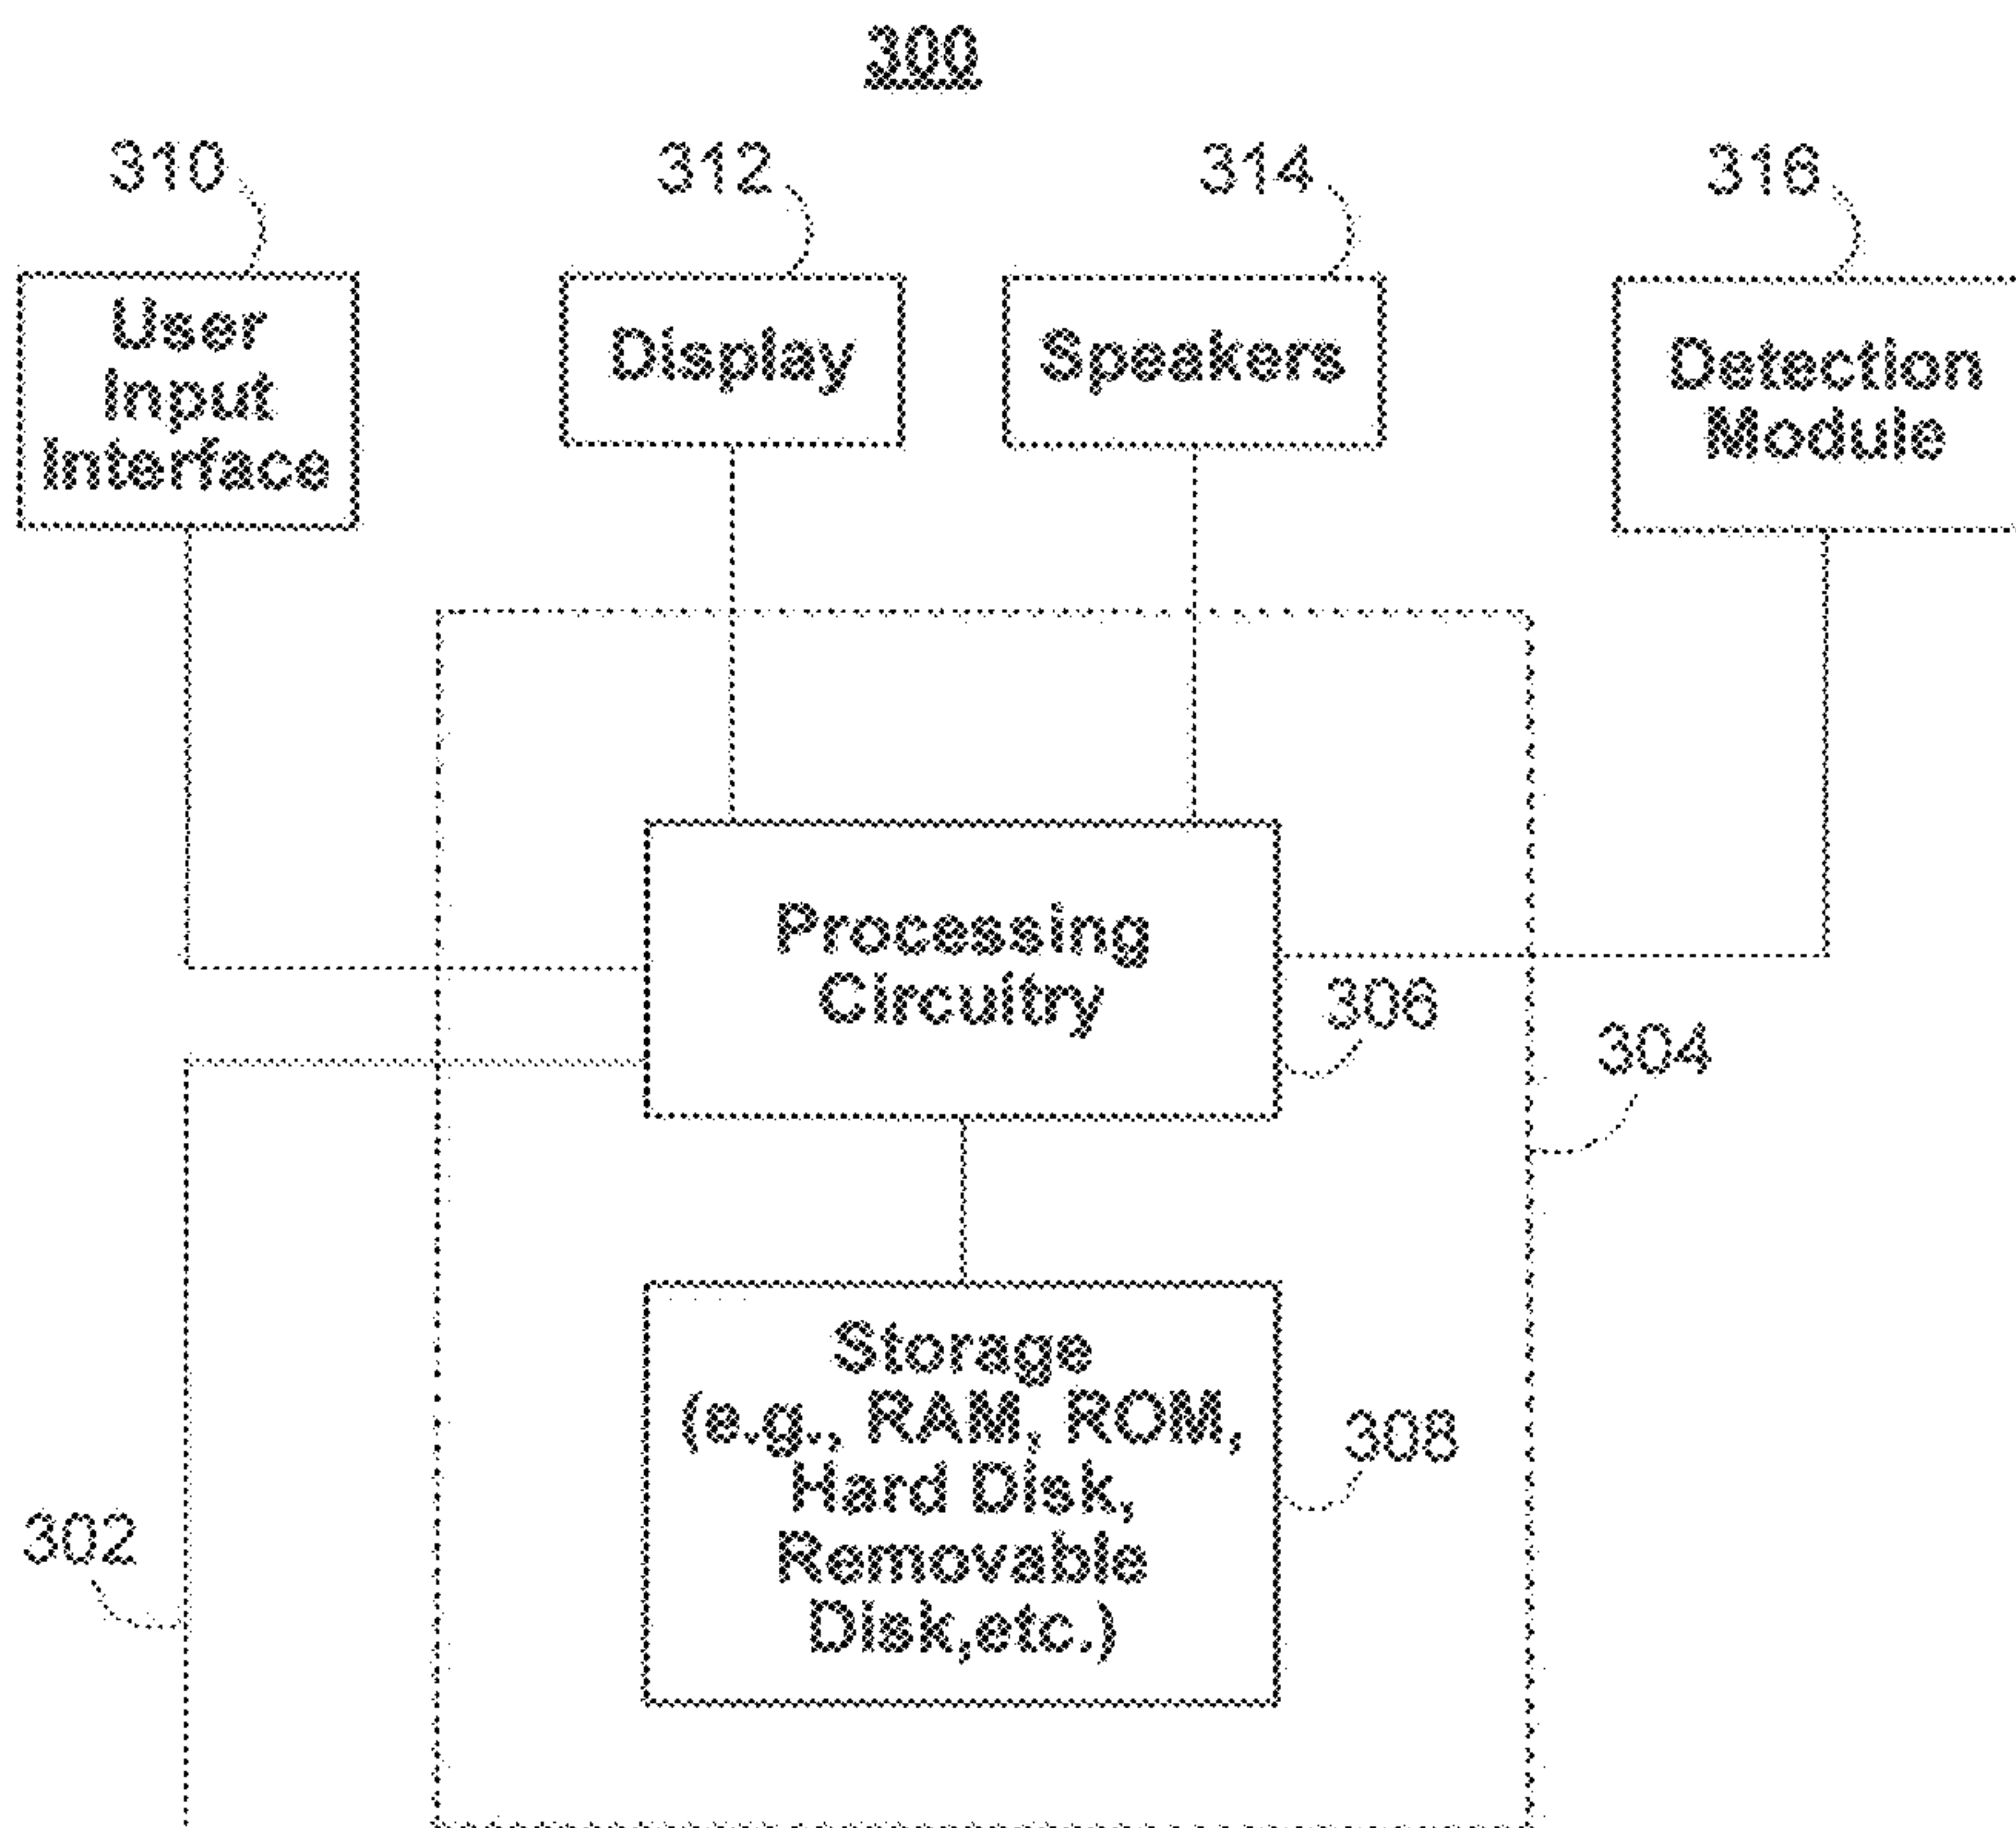 300
310
312
314
316
User
Input
Interface
Display
Speakers
Detection
Module
Processing
Circuitry
306
304
Storage
(e.g., RAM, ROM,
Hard Disk,
Removable
Disk,etc.)
308
302